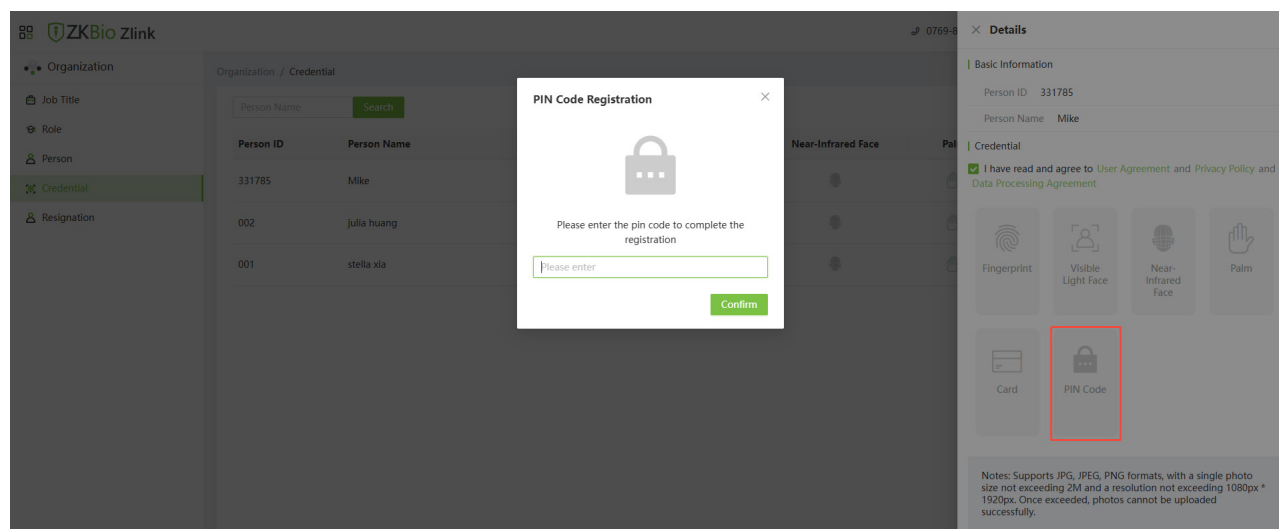 ZKBio Zlink
0769-8
Organization
Job Title
Role
Person
Credential
Resignation
Organization / Credential
Person Name
Search
Person ID
Person Name
Near-Infrared Face
Pal
331785
Mike
002
julia huang
001
stella xia
PIN Code Registration
Please enter the pin code to complete the
registration
Please enter
Confirm
Details
Basic Information
Person ID 331785
Person Name Mike
Credential
I have read and agree to User Agreement and Privacy Policy and
Data Processing Agreement
Fingerprint
Visible
Light Face
Near-
Infrared
Face
Palm
Card
PIN Code
Notes: Supports JPG, JPEG, PNG formats, with a single photo
size not exceeding 2M and a resolution not exceeding 1080px *
1920px. Once exceeded, photos cannot be uploaded
successfully.